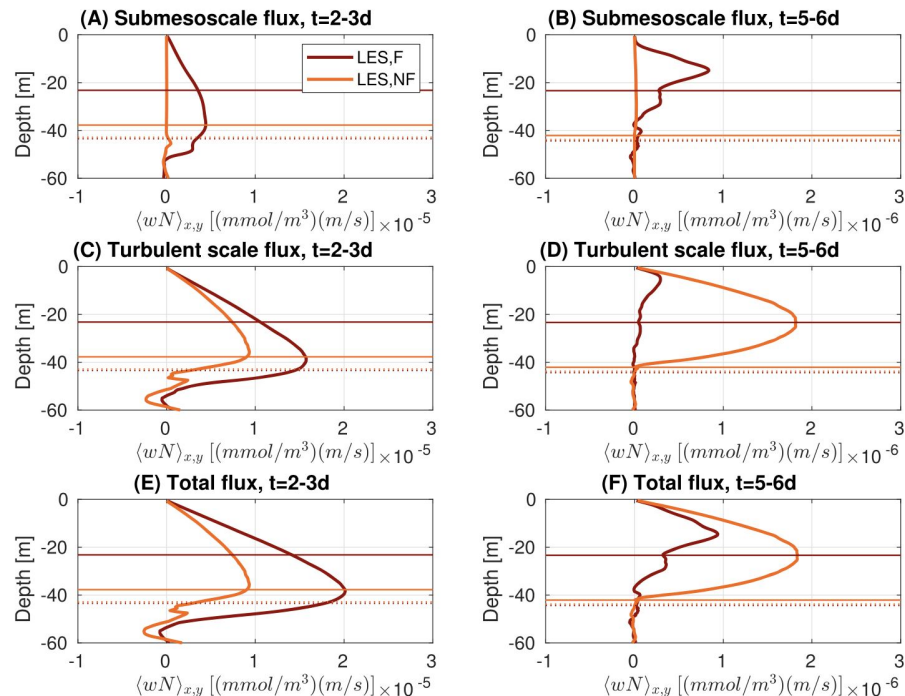 (A) Submesoscale flux, t=2-3d
(B) Submesoscale flux, t=5-6d
0
-20
-40
-60
Depth [m]
LES,F
LES,NF
0
-20
-40
-60
Depth [m]
-1 0 1 2 3
-1 0 1 2 3
⟨wN⟩x,y [(mmol/m³)(m/s)] ×10⁻⁵
⟨wN⟩x,y [(mmol/m³)(m/s)] ×10⁻⁶
(C) Turbulent scale flux, t=2-3d
(D) Turbulent scale flux, t=5-6d
0
-20
-40
-60
Depth [m]
0
-20
-40
-60
Depth [m]
-1 0 1 2 3
-1 0 1 2 3
⟨wN⟩x,y [(mmol/m³)(m/s)] ×10⁻⁵
⟨wN⟩x,y [(mmol/m³)(m/s)] ×10⁻⁶
(E) Total flux, t=2-3d
(F) Total flux, t=5-6d
0
-20
-40
-60
Depth [m]
0
-20
-40
-60
Depth [m]
-1 0 1 2 3
-1 0 1 2 3
⟨wN⟩x,y [(mmol/m³)(m/s)] ×10⁻⁵
⟨wN⟩x,y [(mmol/m³)(m/s)] ×10⁻⁶